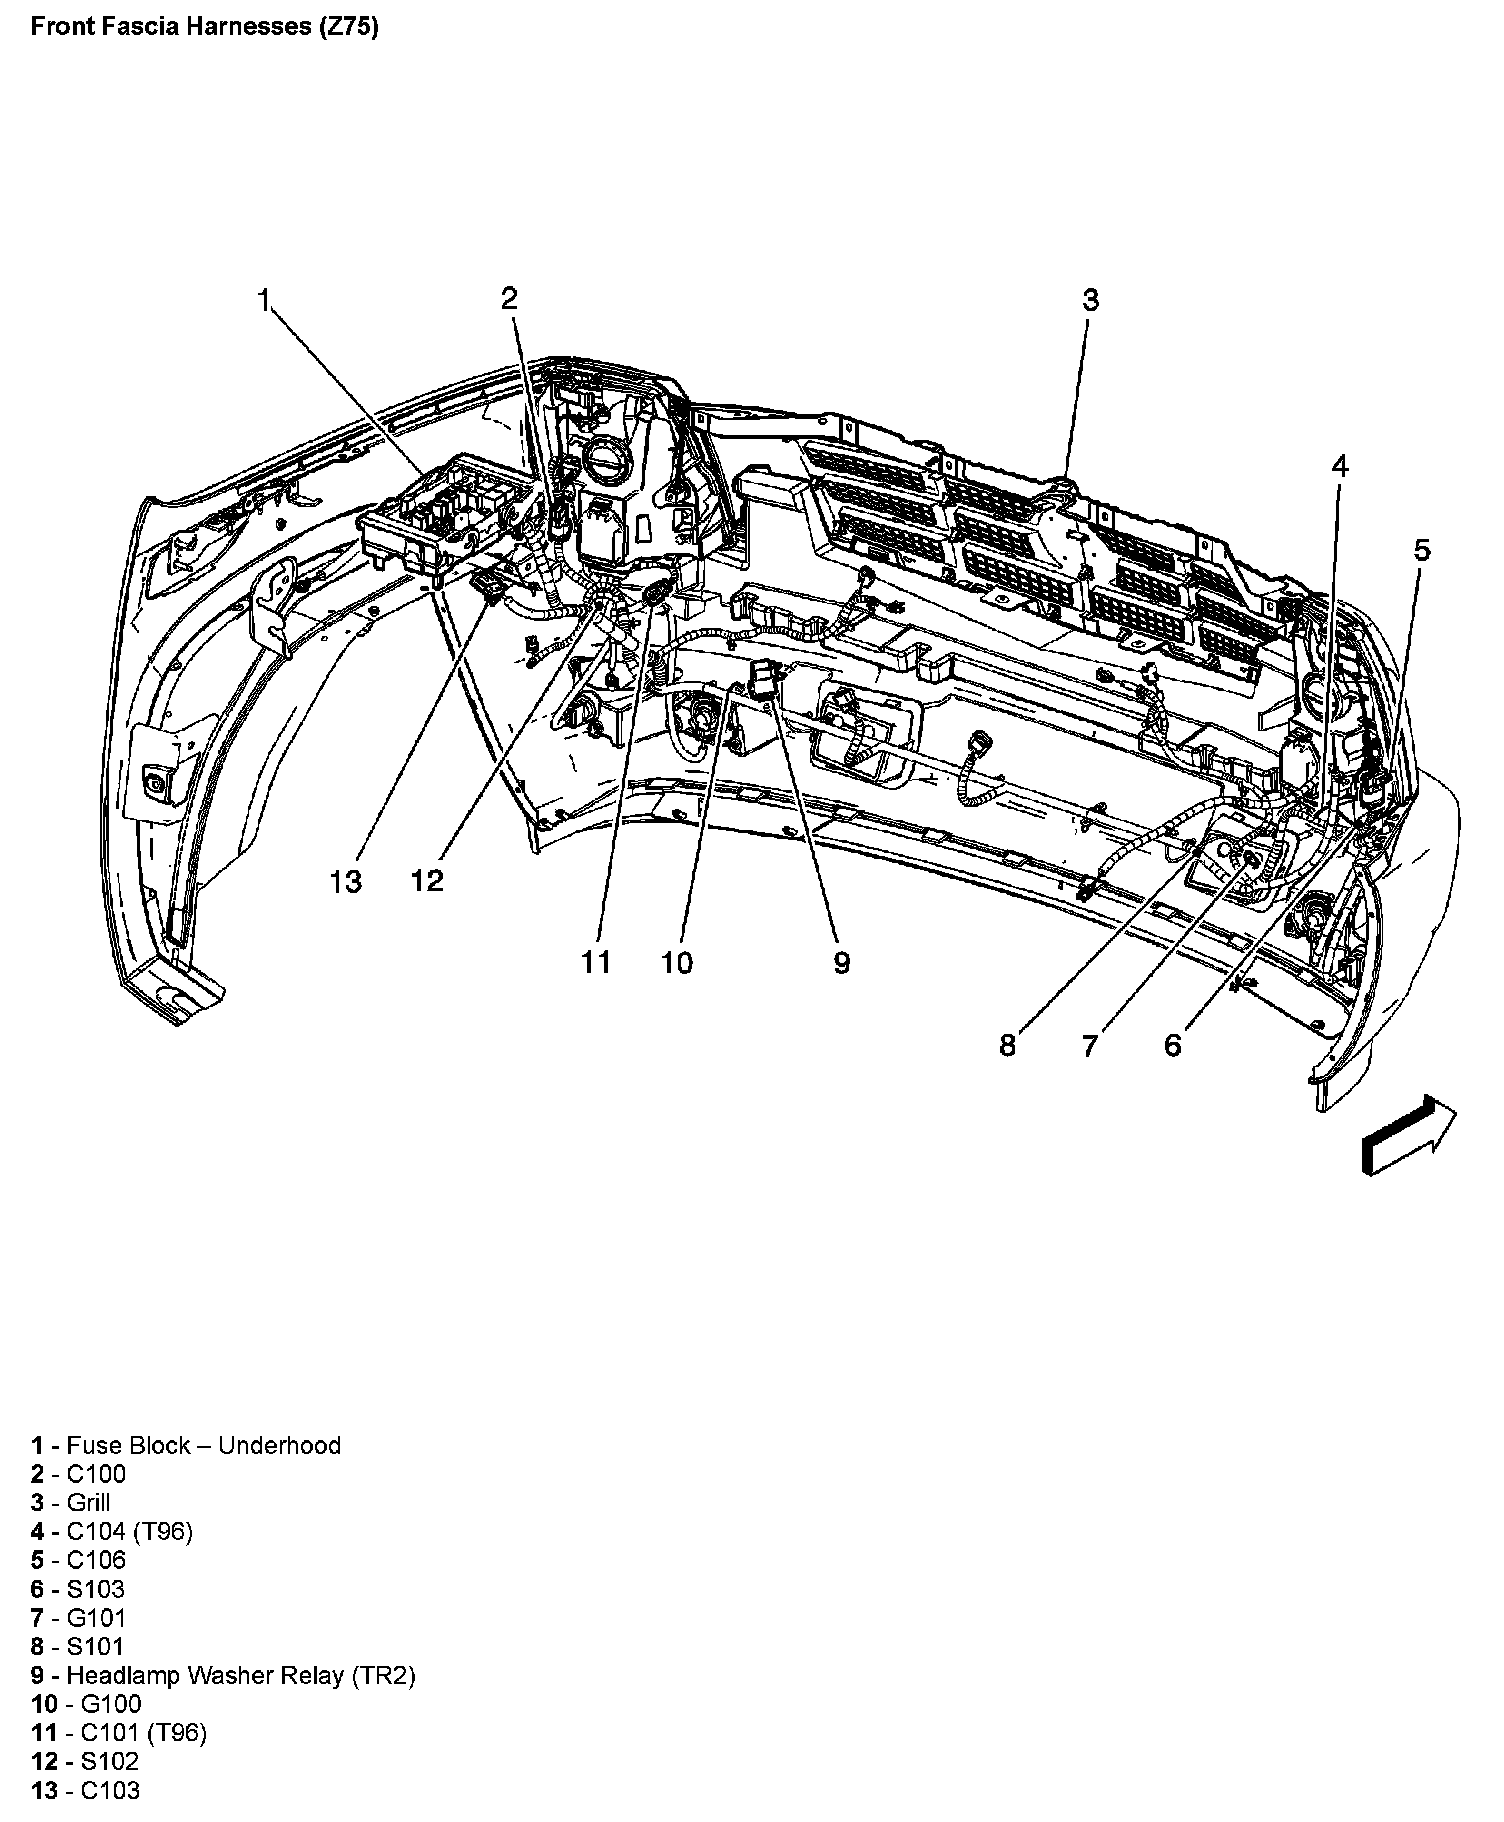 Front Fascia Harnesses (Z75)
1
2
3
4
5
13
12
11
10
9
8
7
6
1 - Fuse Block – Underhood
2 - C100
3 - Grill
4 - C104 (T96)
5 - C106
6 - S103
7 - G101
8 - S101
9 - Headlamp Washer Relay (TR2)
10 - G100
11 - C101 (T96)
12 - S102
13 - C103